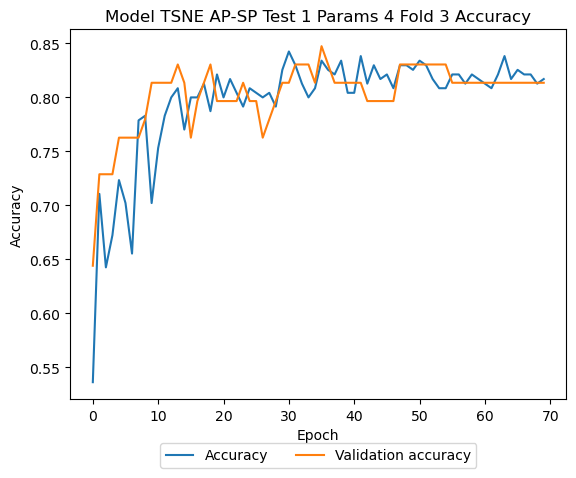 Model TSNE AP-SP Test 1 Params 4 Fold 3 Accuracy
0.85
0.80
0.75
0.70
0.65
0.60
0.55
Accuracy
0 10 20 30 40 50 60 70
Epoch
Accuracy Validation accuracy